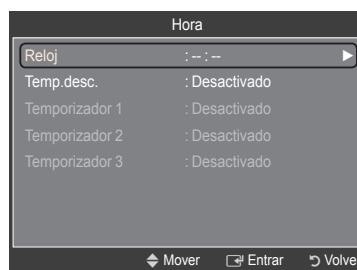 Hora
Reloj : -- : --
Temp.desc. : Desactivado
Temporizador 1 : Desactivado
Temporizador 2 : Desactivado
Temporizador 3 : Desactivado
Mover Entrar Volve